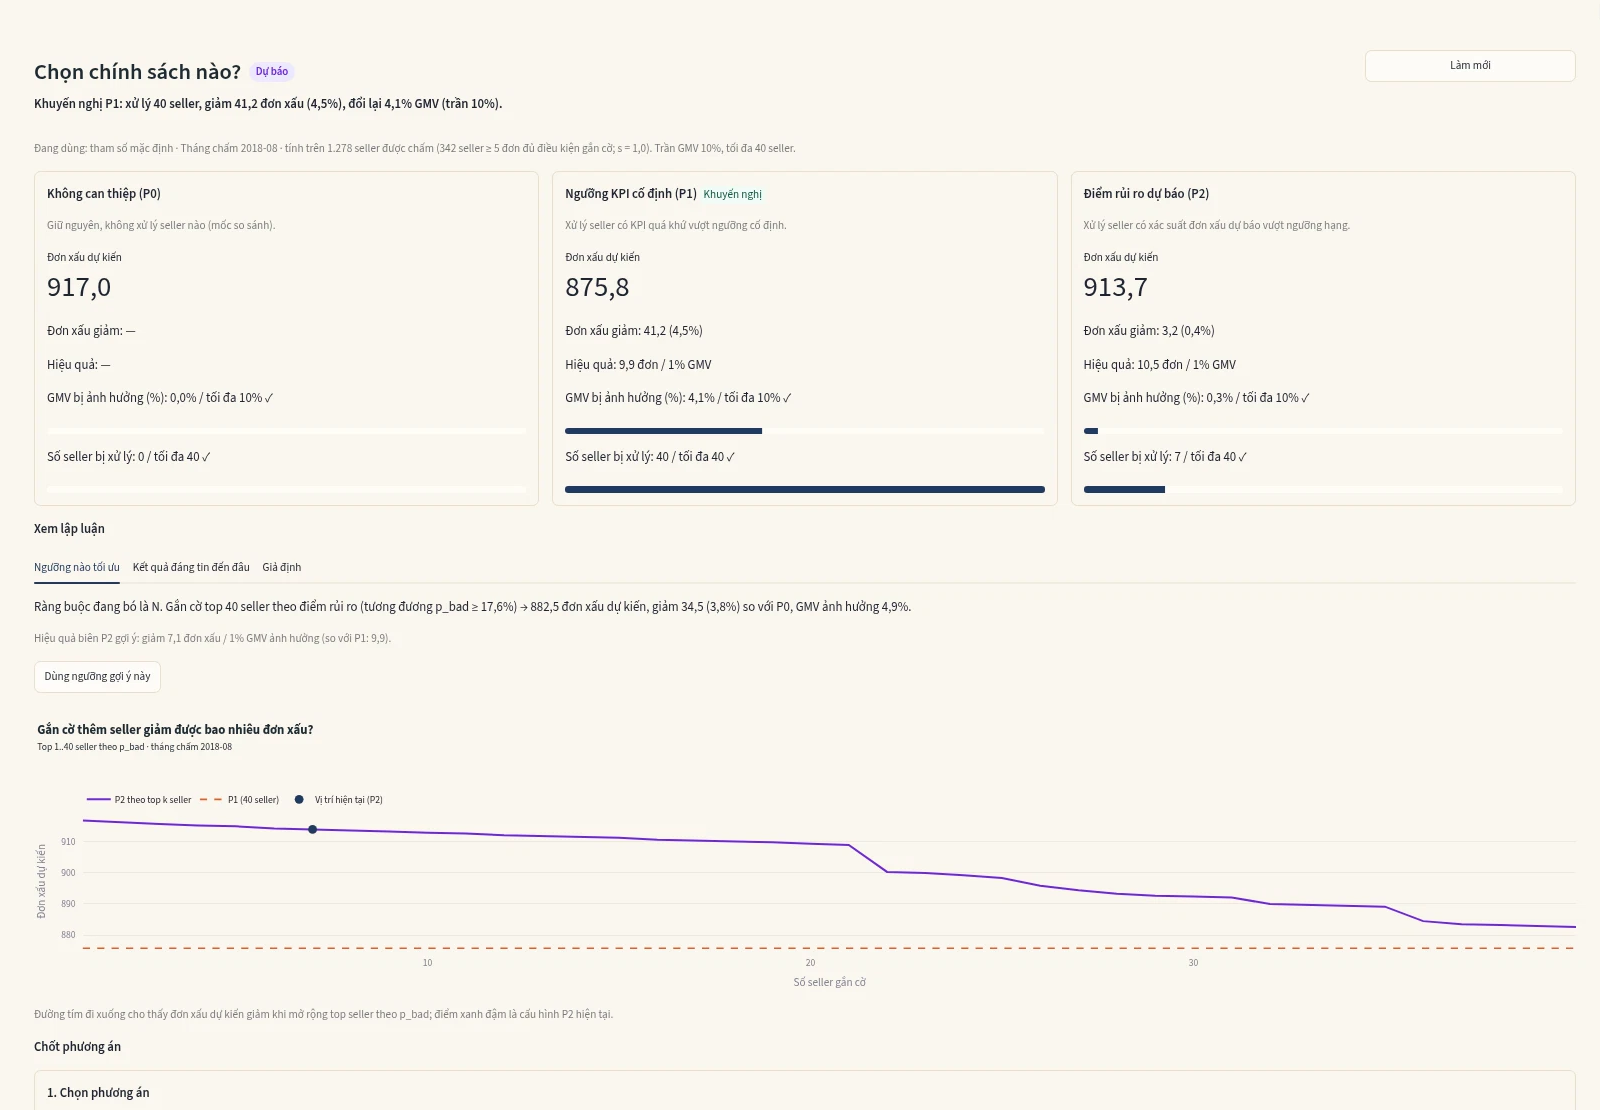 Chọn chính sách nào? Dự báo
Làm mới
Khuyến nghị P1: xử lý 40 seller, giảm 41,2 đơn xấu (4,5%), đổi lại 4,1% GMV (trần 10%).
Đang dùng: tham số mặc định · Tháng chấm 2018-08 · tính trên 1.278 seller được chấm (342 seller ≥ 5 đơn đủ điều kiện gắn cờ; s = 1,0). Trần GMV 10%, tối đa 40 seller.
Không can thiệp (P0)
Giữ nguyên, không xử lý seller nào (mốc so sánh).
Đơn xấu dự kiến
917,0
Đơn xấu giảm: —
Hiệu quả: —
GMV bị ảnh hưởng (%): 0,0% / tối đa 10% ✓
Số seller bị xử lý: 0 / tối đa 40 ✓
Ngưỡng KPI cố định (P1) Khuyến nghị
Xử lý seller có KPI quá khứ vượt ngưỡng cố định.
Đơn xấu dự kiến
875,8
Đơn xấu giảm: 41,2 (4,5%)
Hiệu quả: 9,9 đơn / 1% GMV
GMV bị ảnh hưởng (%): 4,1% / tối đa 10% ✓
Số seller bị xử lý: 40 / tối đa 40 ✓
Điểm rủi ro dự báo (P2)
Xử lý seller có xác suất đơn xấu dự báo vượt ngưỡng hạng.
Đơn xấu dự kiến
913,7
Đơn xấu giảm: 3,2 (0,4%)
Hiệu quả: 10,5 đơn / 1% GMV
GMV bị ảnh hưởng (%): 0,3% / tối đa 10% ✓
Số seller bị xử lý: 7 / tối đa 40 ✓
Xem lập luận
Ngưỡng nào tối ưu Kết quả đáng tin đến đâu Giả định
Ràng buộc đang bó là N. Gắn cờ top 40 seller theo điểm rủi ro (tương đương p_bad ≥ 17,6%) → 882,5 đơn xấu dự kiến, giảm 34,5 (3,8%) so với P0, GMV ảnh hưởng 4,9%.
Hiệu quả biên P2 gợi ý: giảm 7,1 đơn xấu / 1% GMV ảnh hưởng (so với P1: 9,9).
Dùng ngưỡng gợi ý này
Gắn cờ thêm seller giảm được bao nhiêu đơn xấu?
Top 1..40 seller theo p_bad · tháng chấm 2018-08
P2 theo top k seller P1 (40 seller) Vị trí hiện tại (P2)
Đơn xấu dự kiến
910
900
890
880
10 20 30
Số seller gắn cờ
Đường tím đi xuống cho thấy đơn xấu dự kiến giảm khi mở rộng top seller theo p_bad; điểm xanh đậm là cấu hình P2 hiện tại.
Chốt phương án
1. Chọn phương án